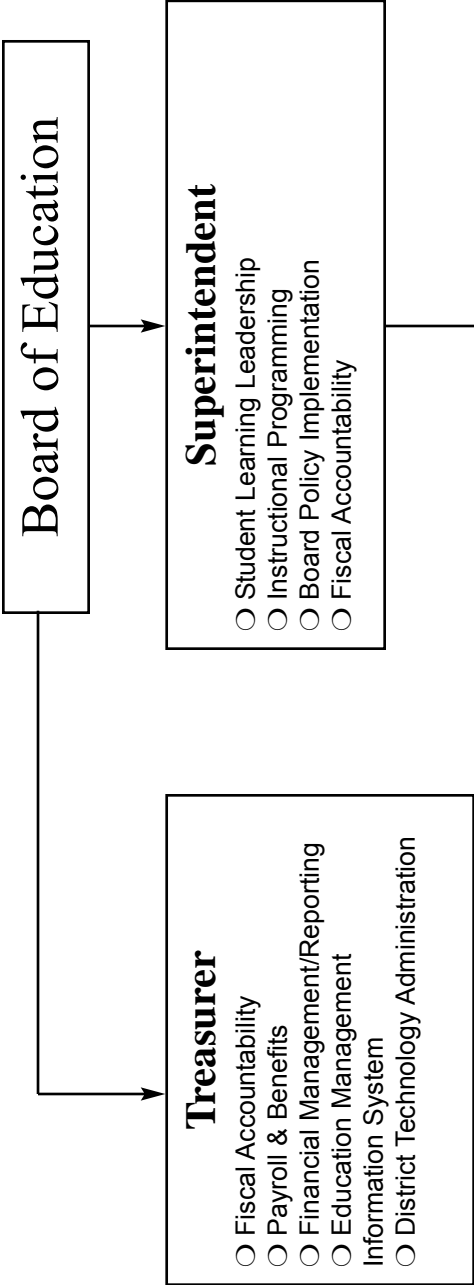 Board of Education
Treasurer
❍ Fiscal Accountability
❍ Payroll & Benefits
❍ Financial Management/Reporting
❍ Education Management
Information System
❍ District Technology Administration
Superintendent
❍ Student Learning Leadership
❍ Instructional Programming
❍ Board Policy Implementation
❍ Fiscal Accountability